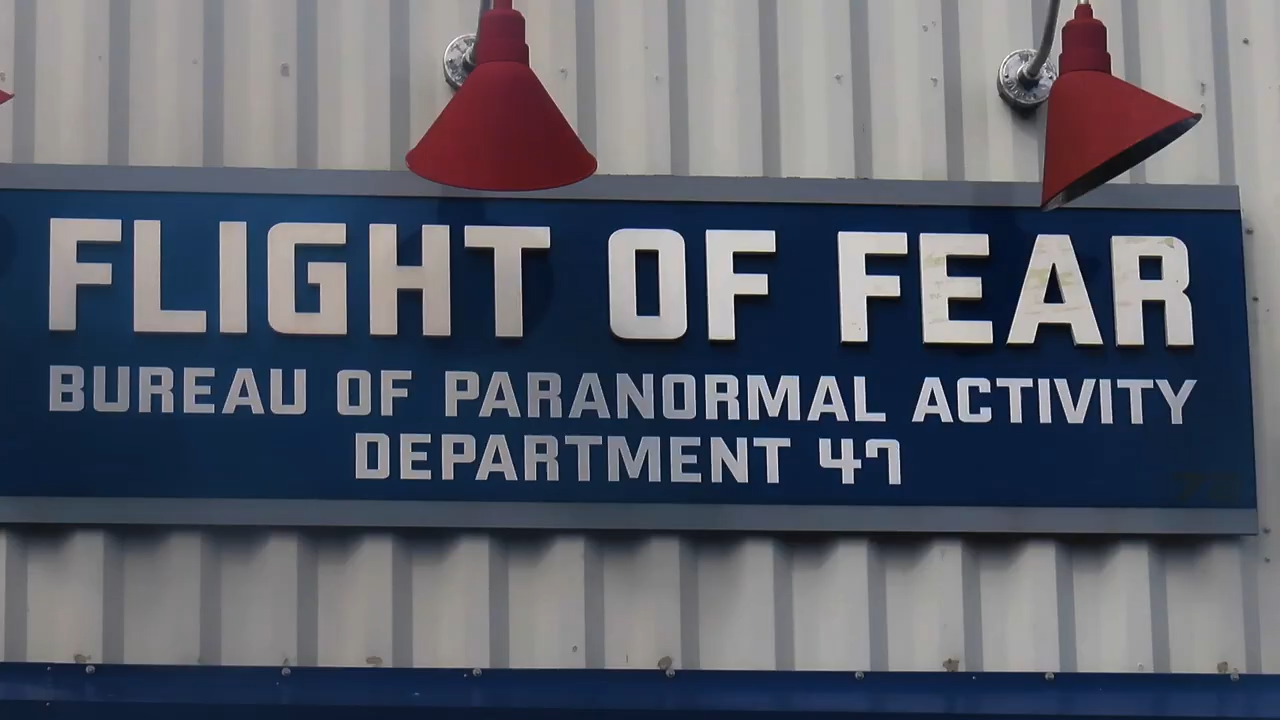 FLIGHT OF FEAR
BUREAU OF PARANORMAL ACTIVITY
DEPARTMENT 47